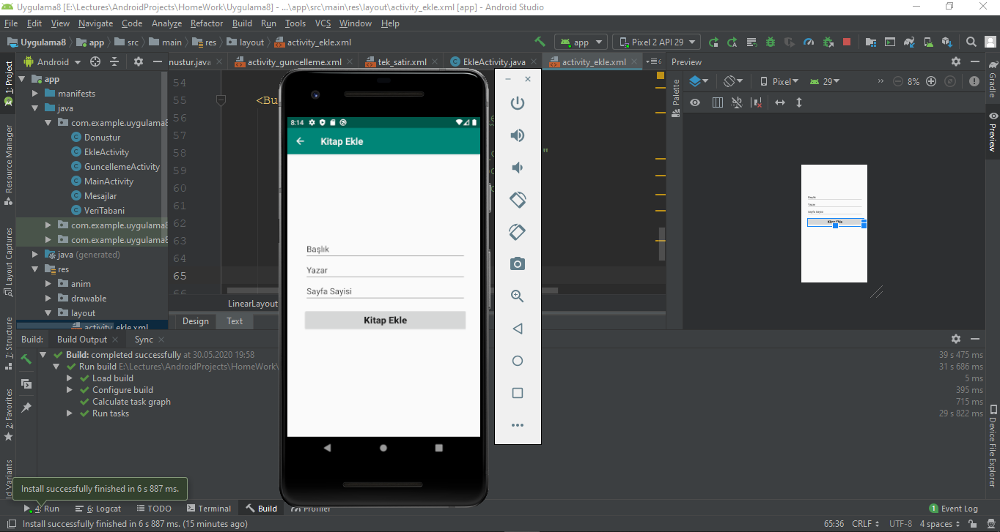 Uygulama8 [E:\Lectures\AndroidProjects\HomeWork\Uygulama8] - ...\app\src\main\res\layout\activity_ekle.xml [app] - Android Studio
File Edit View Navigate Code Analyze Refactor Build Run Tools VCS Window Help
Uygulama8 app src main res layout activity_ekle.xml
app
Pixel 2 API 29
1: Project
Resource Manager
Layout Captures
7: Structure
2: Favorites
ld Variants
Android
nustur.java activity_guncelleme.xml tek_satir.xml EkleActivity.java activity_ekle.xml
6
app
manifests
java
com.example.uygulama8
Donustur
EkleActivity
GuncellemeActivity
MainActivity
Mesajlar
VeriTabani
com.example.uygulama8
com.example.uygulama8
java (generated)
res
anim
drawable
layout
activity_ekle.xml
54
55 <Bu
56
57
58 "
59
60
61
62
63
64
65
66
LinearLayout
Design Text
8:14
Kitap Ekle
Başlık
Yazar
Sayfa Sayisi
Kitap Ekle
Preview
Palette
Pixel 29 8%
Başlık
Yazar
Sayfa Sayisi
Kitap Ekle
Gradle
Preview
Device File Explorer
Build: Build Output Sync
Build: completed successfully at 30.05.2020 19:58 39 s 475 ms
Run build E:\Lectures\AndroidProjects\HomeWork\ 31 s 686 ms
Load build 5 ms
Configure build 395 ms
Calculate task graph 715 ms
Run tasks 29 s 822 ms
Install successfully finished in 6 s 887 ms.
4: Run 6: Logcat TODO Terminal Build Profiler 1 Event Log
Install successfully finished in 6 s 887 ms. (15 minutes ago) 65:36 CRLF UTF-8 4 spaces